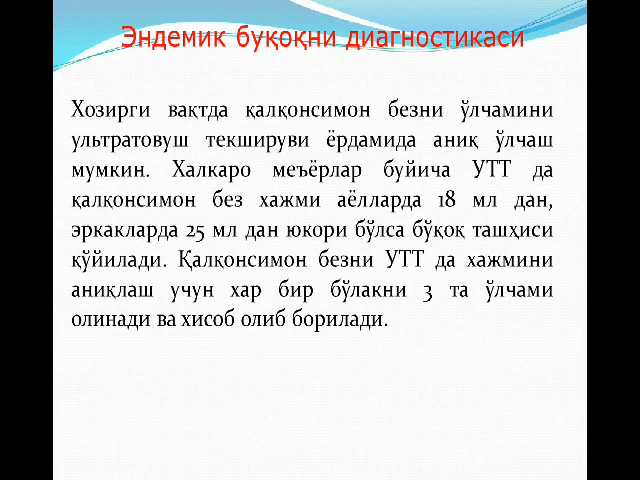 Эндемик буқоқни диагностикаси
Хозирги вақтда қалқонсимон безни ўлчамини
ультратовуш текшируви ёрдамида аниқ ўлчаш
мумкин. Халкаро меъёрлар буйича УТТ да
қалқонсимон без хажми аёлларда 18 мл дан,
эркакларда 25 мл дан юкори бўлса бўқоқ ташҳиси
қўйилади. Қалқонсимон безни УТТ да хажмини
аниқлаш учун хар бир бўлакни 3 та ўлчами
олинади ва хисоб олиб борилади.